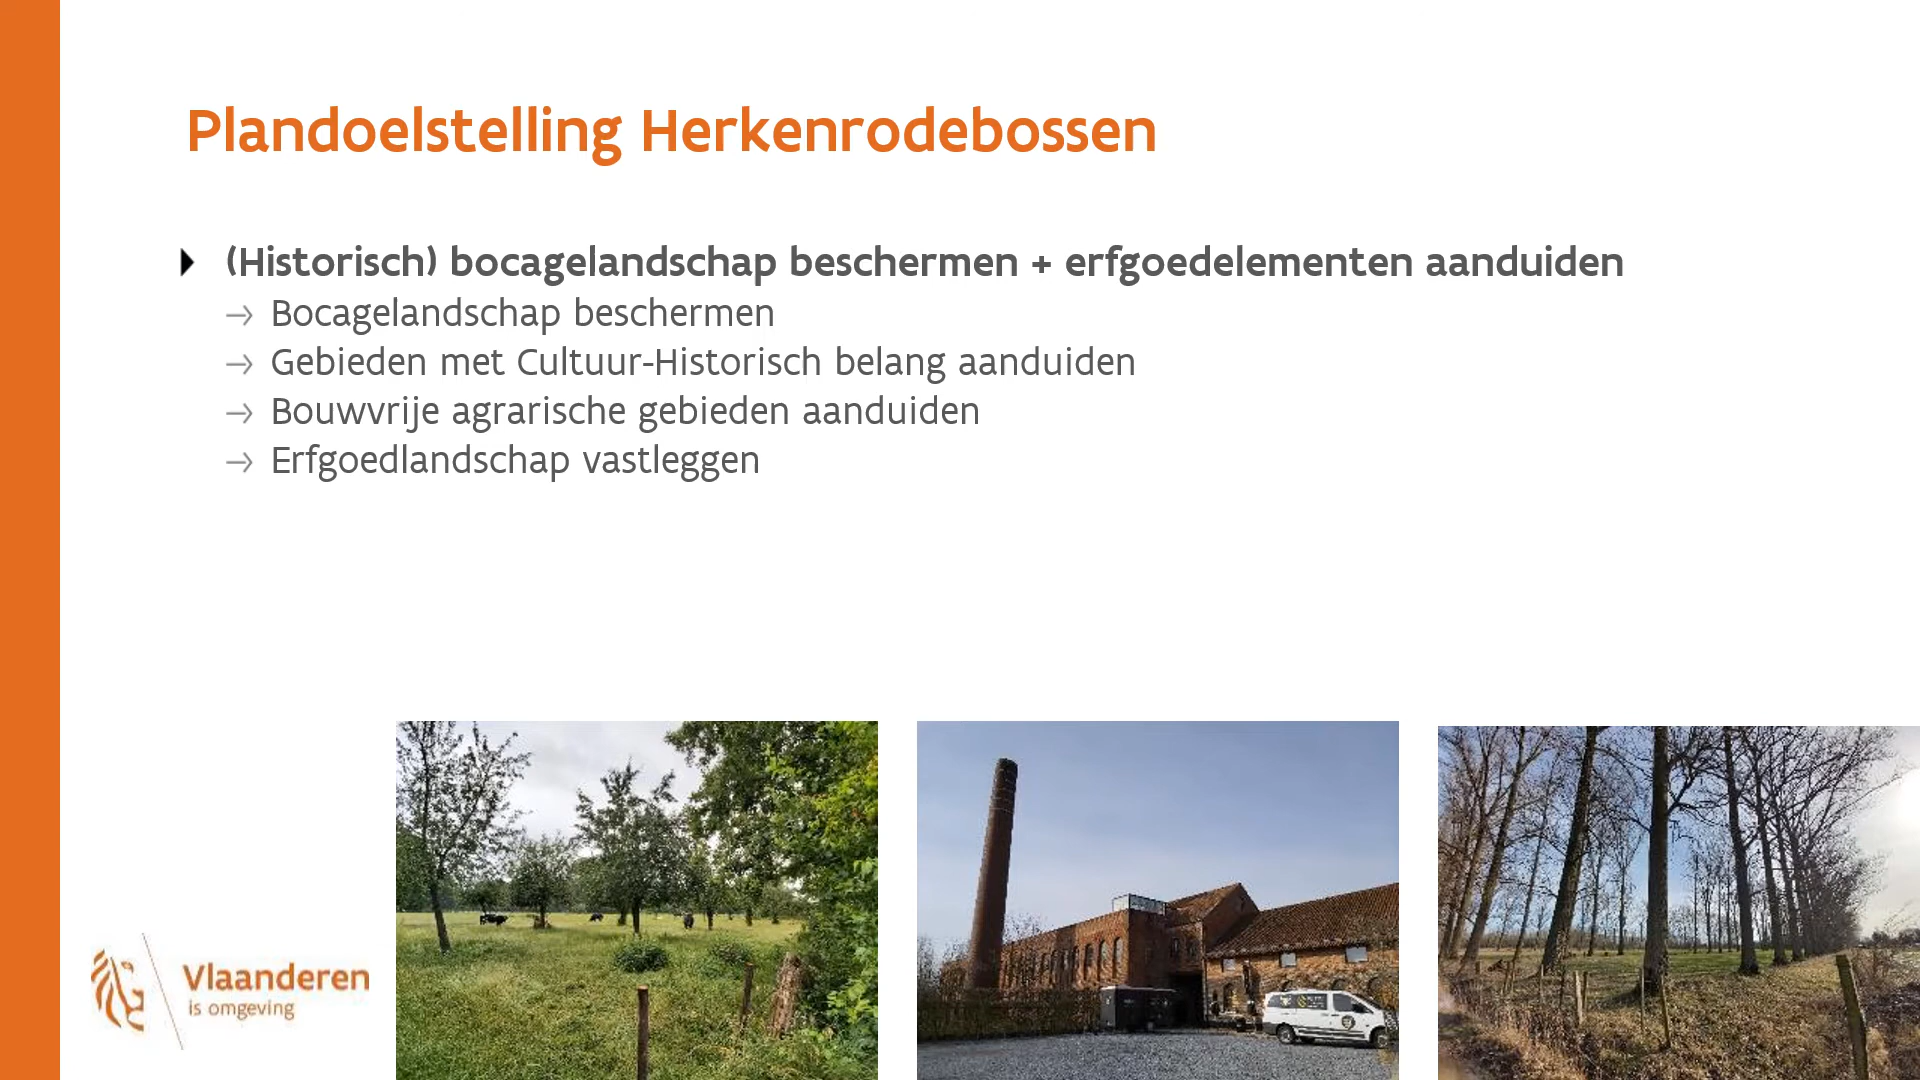 Plandoelstelling Herkenrodebossen
(Historisch) bocagelandschap beschermen + erfgoedelementen aanduiden
→ Bocagelandschap beschermen
→ Gebieden met Cultuur-Historisch belang aanduiden
→ Bouwvrije agrarische gebieden aanduiden
→ Erfgoedlandschap vastleggen
Vlaanderen
is omgeving